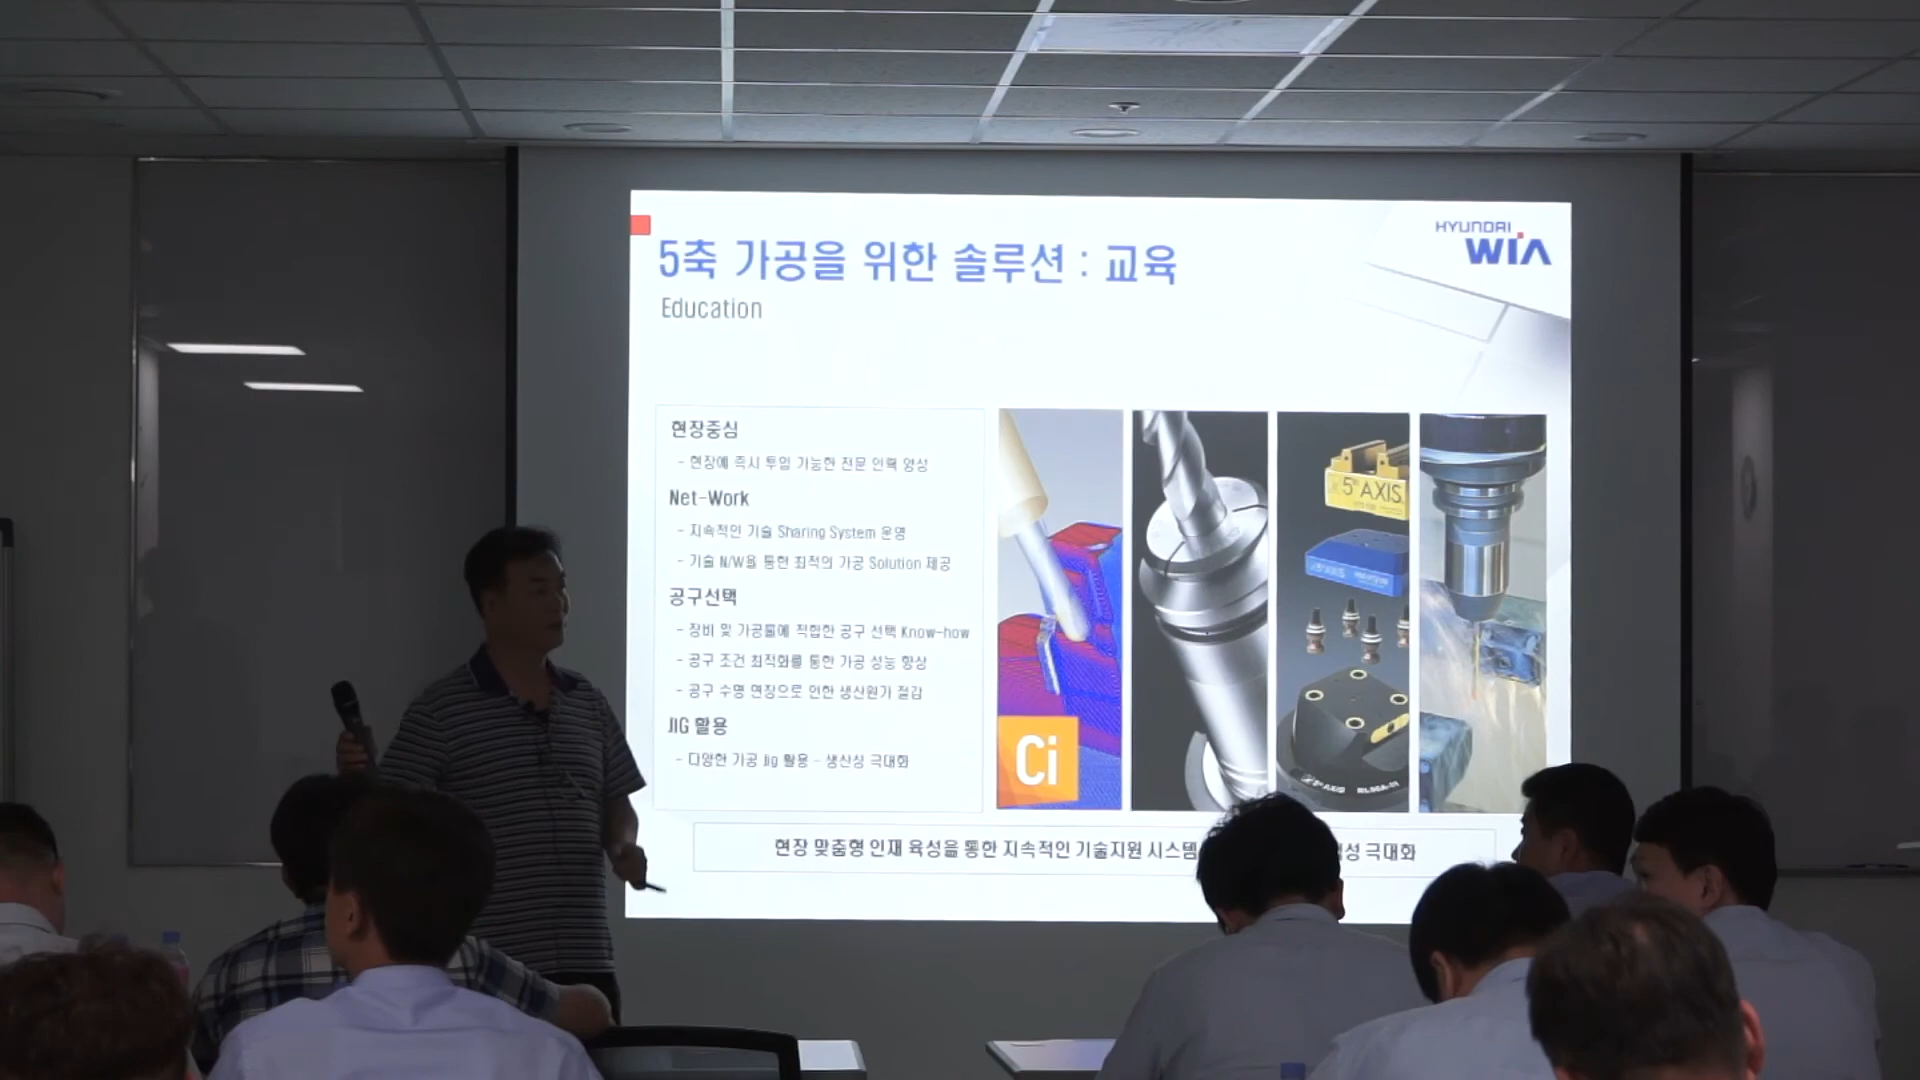 HYUNDAI
WIA
5축 가공을 위한 솔루션 : 교육
Education
현장중심
- 현장에 즉시 투입 가능한 전문 인력 양성
Net-Work
- 지속적인 기술 Sharing System 운영
- 기술 N/W을 통한 최적의 가공 Solution 제공
공구선택
- 장비 및 가공물에 적합한 공구 선택 Know-how
- 공구 조건 최적화를 통한 가공 성능 향상
- 공구 수명 연장으로 인한 생산원가 절감
JIG 활용
- 다양한 가공 Jig 활용 - 생산성 극대화
Ci
5th AXIS
5th AXIS
5th AXIS
현장 맞춤형 인재 육성을 통한 지속적인 기술지원 시스템 극대화